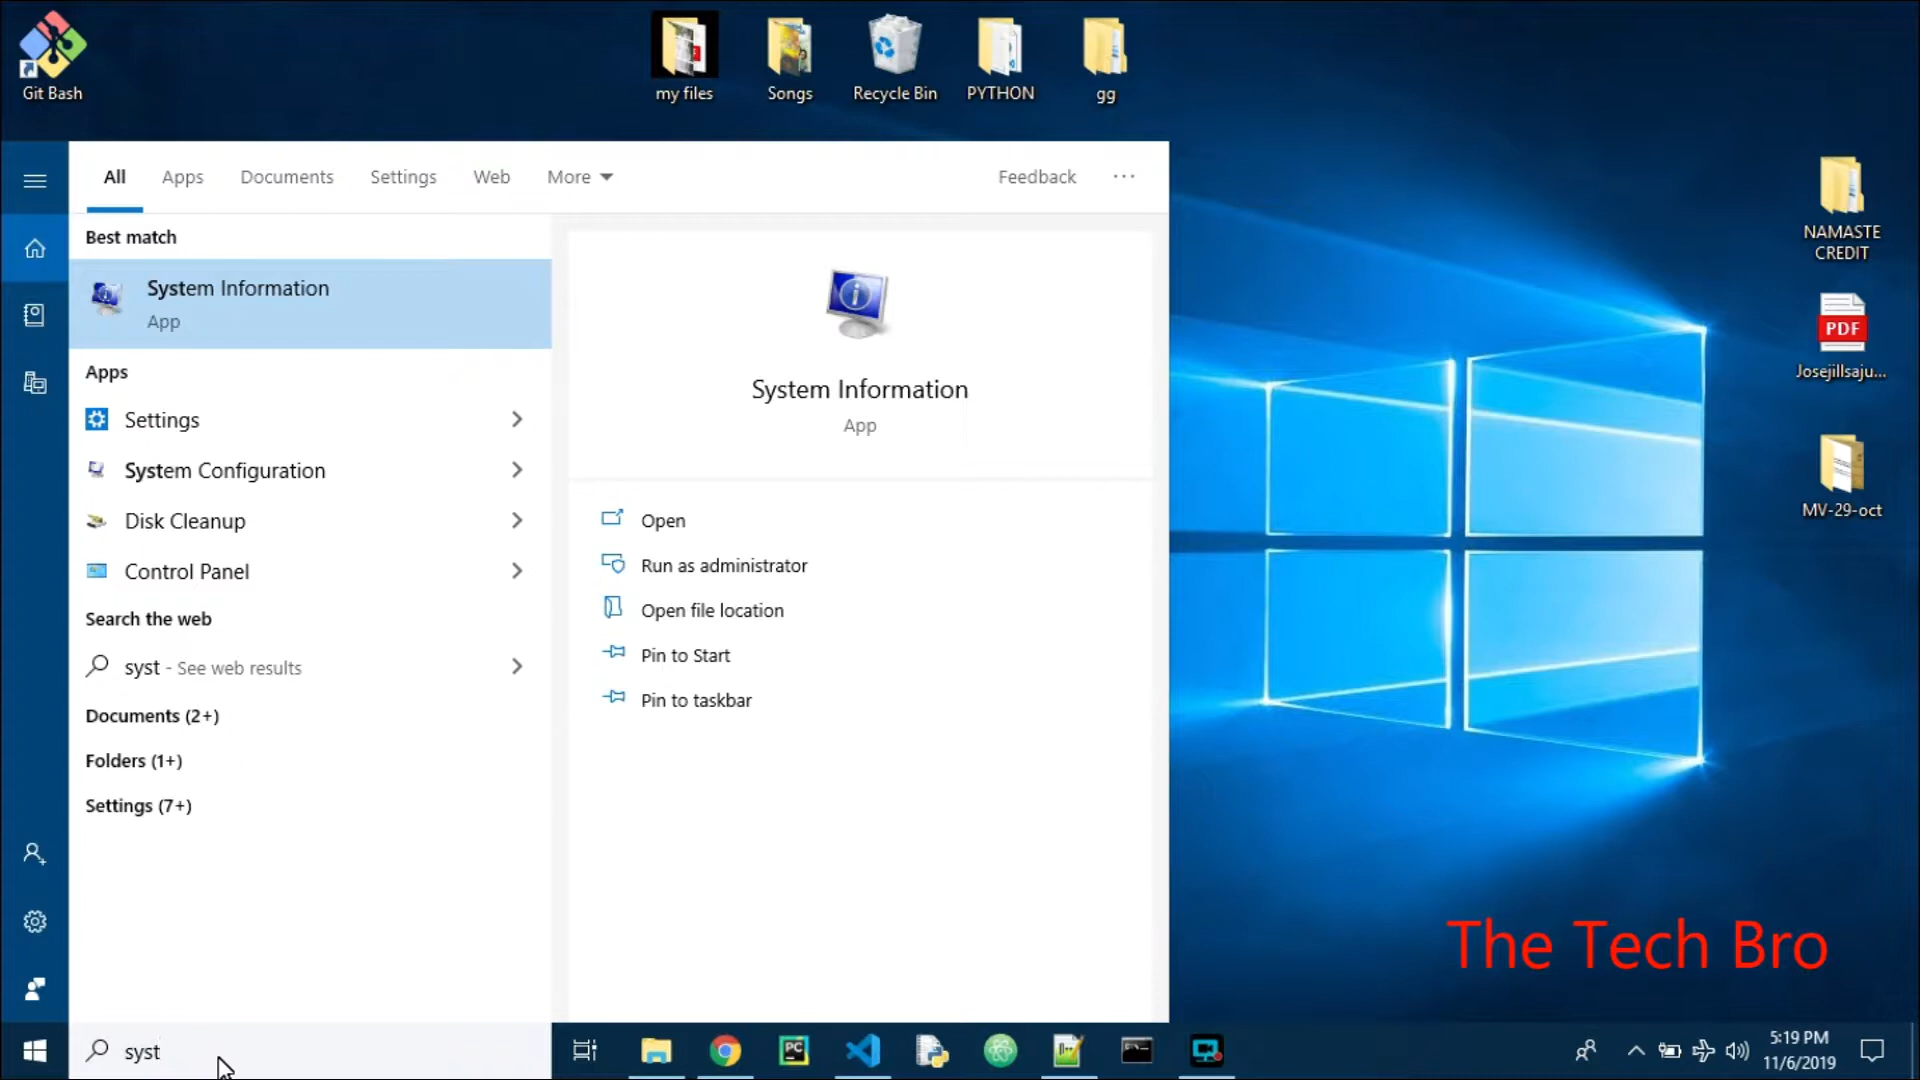 Git Bash
my files
Songs
Recycle Bin
PYTHON
gg
All
Apps
Documents
Settings
Web
More
Feedback
Best match
System Information
App
Apps
Settings
System Configuration
Disk Cleanup
Control Panel
Search the web
syst - See web results
Documents (2+)
Folders (1+)
Settings (7+)
System Information
App
Open
Run as administrator
Open file location
Pin to Start
Pin to taskbar
NAMASTE
CREDIT
PDF
Josejillsaju...
MV-29-oct
The Tech Bro
syst
PC
5:19 PM
11/6/2019